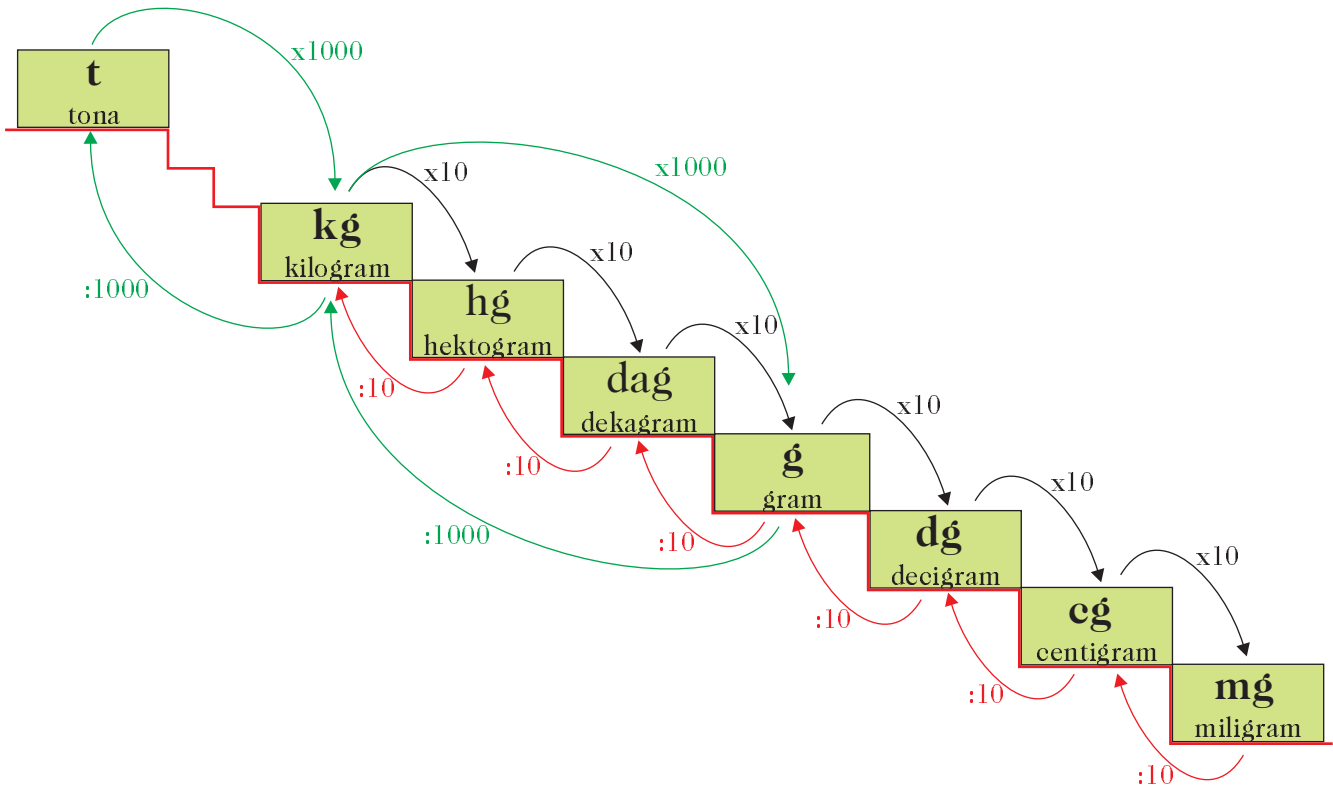 x1000
t
tona
x1000
x10
kg
kilogram
x10
:1000
hg
hektogram
x10
:10
dag
dekagram
x10
:10
g
gram
x10
:1000
:10
dg
decigram
x10
:10
cg
centigram
:10
mg
miligram
:10